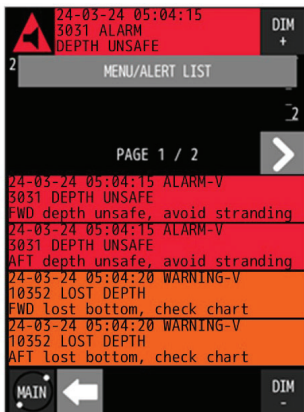 24-03-24 05:04:15
3031 ALARM
DEPTH UNSAFE
DIM
+
2
MENU/ALERT LIST
2
PAGE 1 / 2
24-03-24 05:04:15 ALARM-V
3031 DEPTH UNSAFE
FWD depth unsafe, avoid stranding
24-03-24 05:04:15 ALARM-V
3031 DEPTH UNSAFE
AFT depth unsafe, avoid stranding
24-03-24 05:04:20 WARNING-V
10352 LOST DEPTH
FWD lost bottom, check chart
24-03-24 05:04:20 WARNING-V
10352 LOST DEPTH
AFT lost bottom, check chart
MAIN
DIM
-